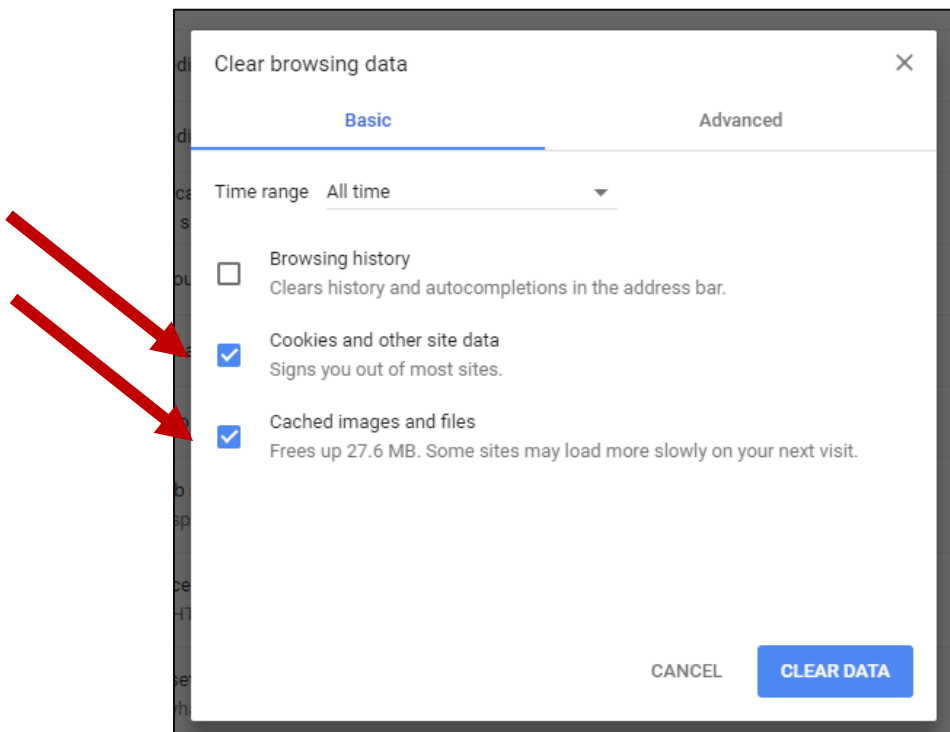 Clear browsing data
Basic Advanced
Time range All time
Browsing history
Clears history and autocompletions in the address bar.
Cookies and other site data
Signs you out of most sites.
Cached images and files
Frees up 27.6 MB. Some sites may load more slowly on your next visit.
CANCEL CLEAR DATA